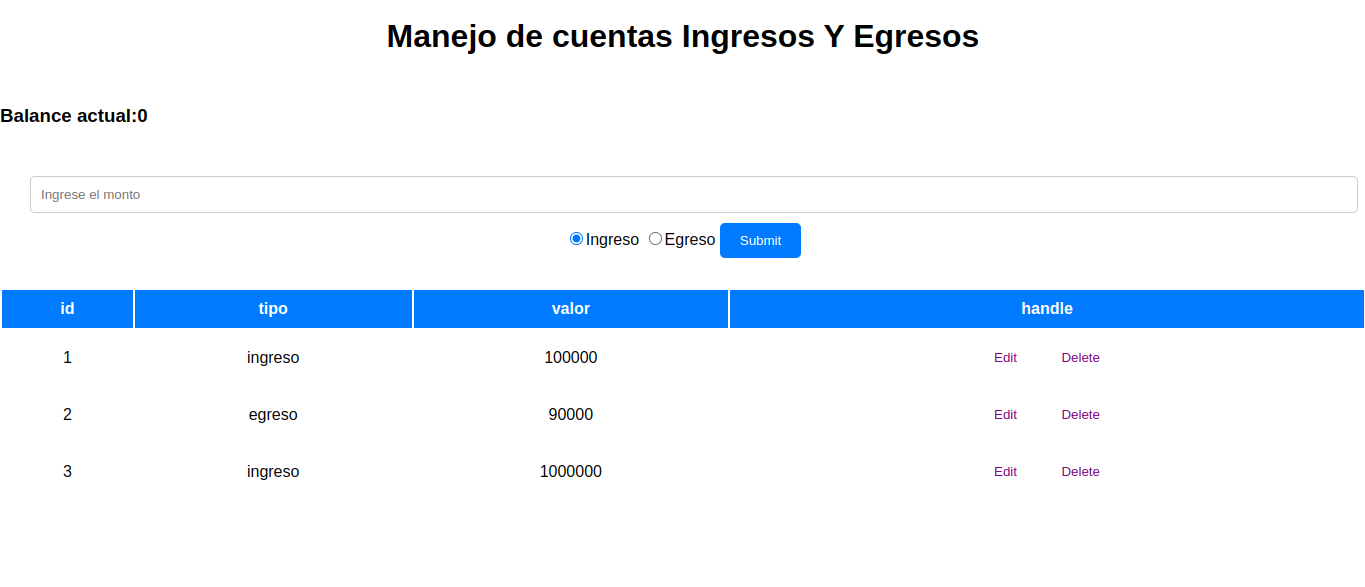 Manejo de cuentas Ingresos Y Egresos
Balance actual:0
Ingrese el monto
Ingreso Egreso Submit
id tipo valor handle
1 ingreso 100000 Edit Delete
2 egreso 90000 Edit Delete
3 ingreso 1000000 Edit Delete